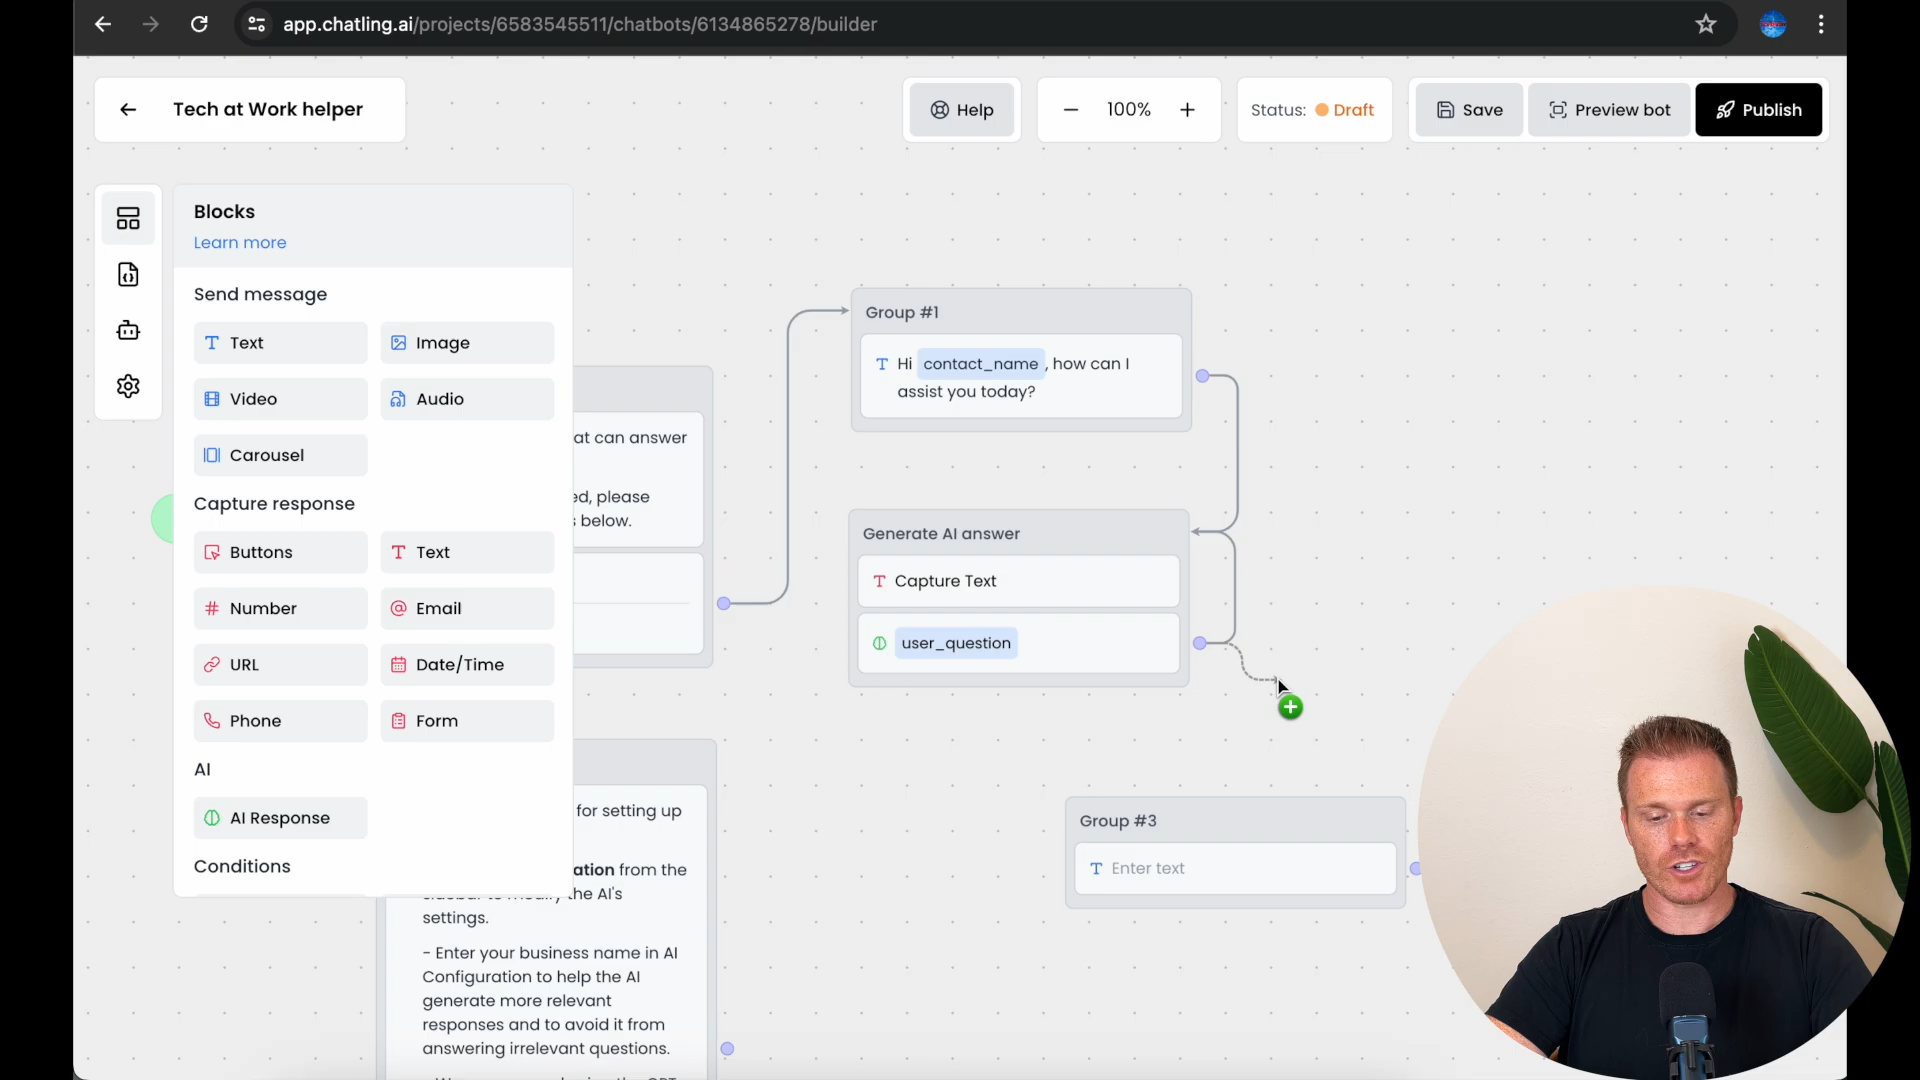 app.chatling.ai/projects/6583545511/chatbots/6134865278/builder
Tech at Work helper
Help
100%
Status: Draft
Save
Preview bot
Publish
Blocks
Learn more
Send message
Text
Image
Video
Audio
Carousel
Capture response
Buttons
Text
Number
Email
URL
Date/Time
Phone
Form
AI
AI Response
Conditions
at can answer
ed, please
s below.
Group #1
Hi contact_name , how can I
assist you today?
Generate AI answer
Capture Text
user_question
Group #3
Enter text
for setting up
ation from the
sidebar to modify the AI's
settings.
- Enter your business name in AI
Configuration to help the AI
generate more relevant
responses and to avoid it from
answering irrelevant questions.